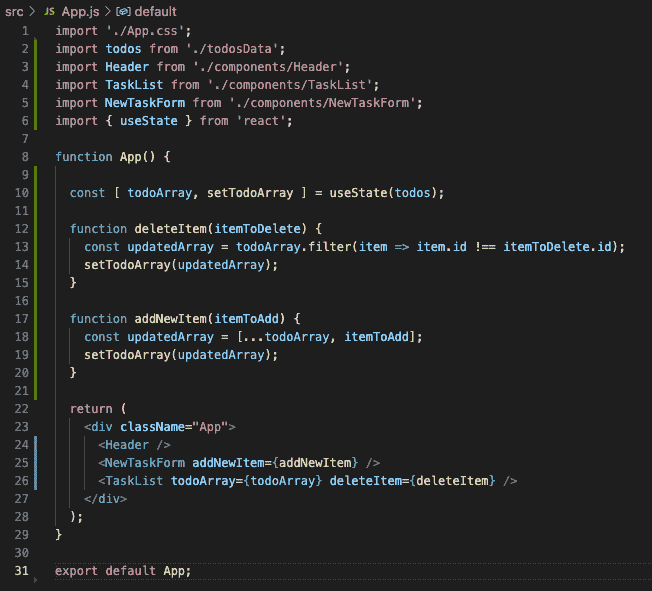 src > JS App.js > default
1 import './App.css';
2 import todos from './todosData';
3 import Header from './components/Header';
4 import TaskList from './components/TaskList';
5 import NewTaskForm from './components/NewTaskForm';
6 import { useState } from 'react';
7
8 function App() {
9
10   const [ todoArray, setTodoArray ] = useState(todos);
11
12   function deleteItem(itemToDelete) {
13     const updatedArray = todoArray.filter(item => item.id !== itemToDelete.id);
14     setTodoArray(updatedArray);
15   }
16
17   function addNewItem(itemToAdd) {
18     const updatedArray = [...todoArray, itemToAdd];
19     setTodoArray(updatedArray);
20   }
21
22   return (
23     <div className="App">
24       <Header />
25       <NewTaskForm addNewItem={addNewItem} />
26       <TaskList todoArray={todoArray} deleteItem={deleteItem} />
27     </div>
28   );
29 }
30
31 export default App;